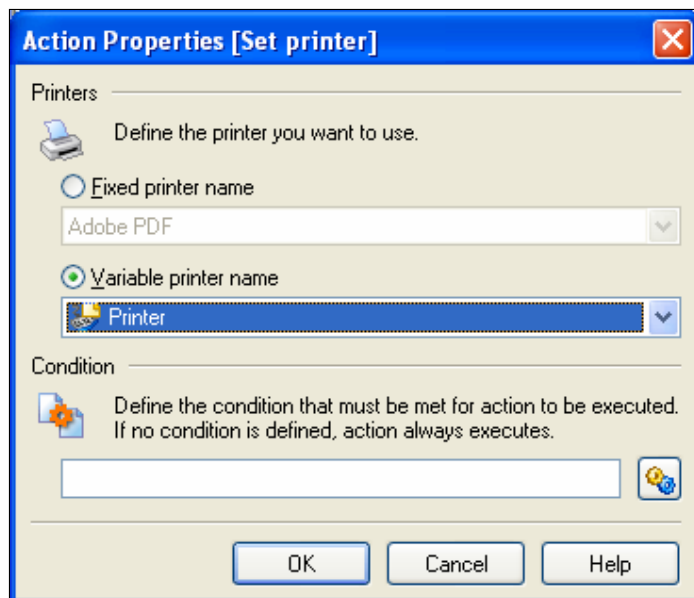 Action Properties [Set printer]
Printers
Define the printer you want to use.
Fixed printer name
Adobe PDF
Variable printer name
Printer
Condition
Define the condition that must be met for action to be executed.
If no condition is defined, action always executes.
OK Cancel Help